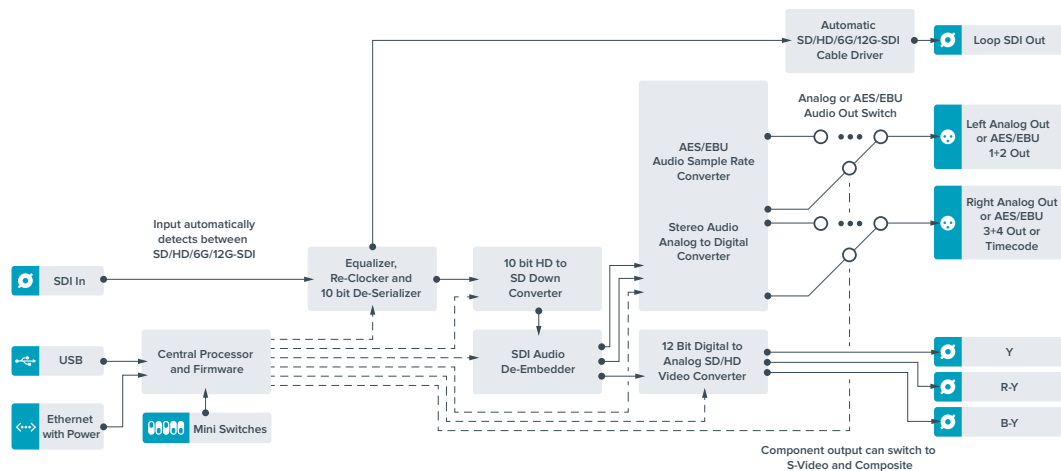 Automatic
SD/HD/6G/12G-SDI
Cable Driver
Loop SDI Out
Analog or AES/EBU
Audio Out Switch
Left Analog Out
or AES/EBU
1+2 Out
AES/EBU
Audio Sample Rate
Converter
Right Analog Out
or AES/EBU
3+4 Out or
Timecode
Stereo Audio
Analog to Digital
Converter
Input automatically
detects between
SD/HD/6G/12G-SDI
SDI In
Equalizer,
Re-Clocker and
10 bit De-Serializer
10 bit HD to
SD Down
Converter
USB
Central Processor
and Firmware
SDI Audio
De-Embedder
12 Bit Digital to
Analog SD/HD
Video Converter
Y
R-Y
B-Y
Ethernet
with Power
Mini Switches
Component output can switch to
S-Video and Composite